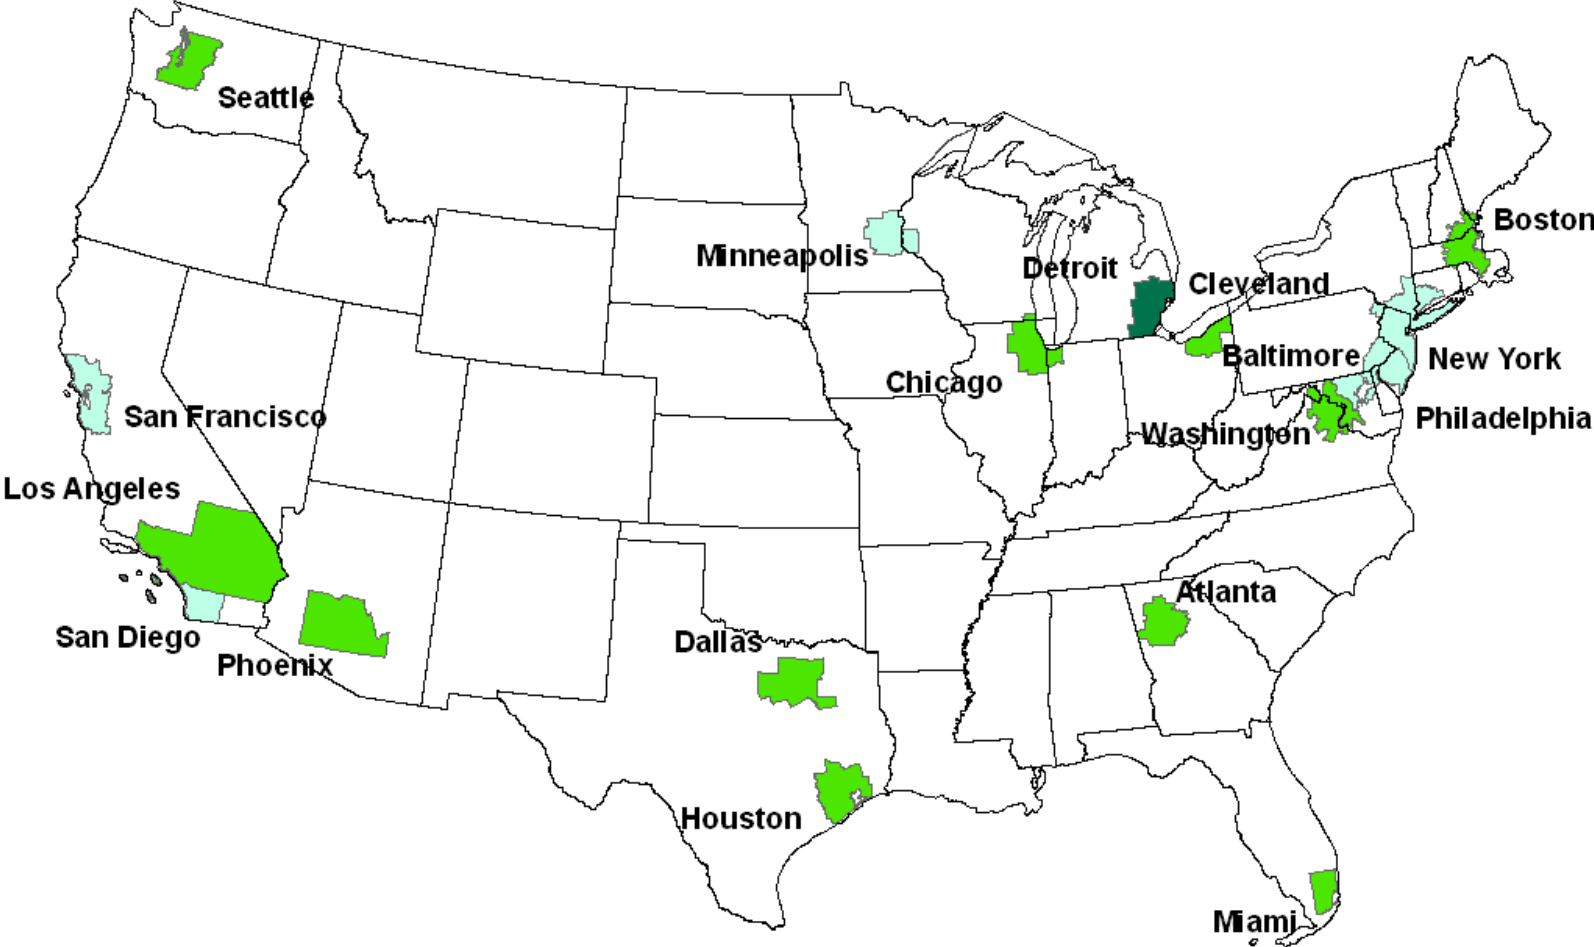 Seattle
Boston
Minneapolis
Detroit
Cleveland
Baltimore
New York
Chicago
San Francisco
Philadelphia
Washington
Los Angeles
Atlanta
San Diego
Dallas
Phoenix
Houston
Miami